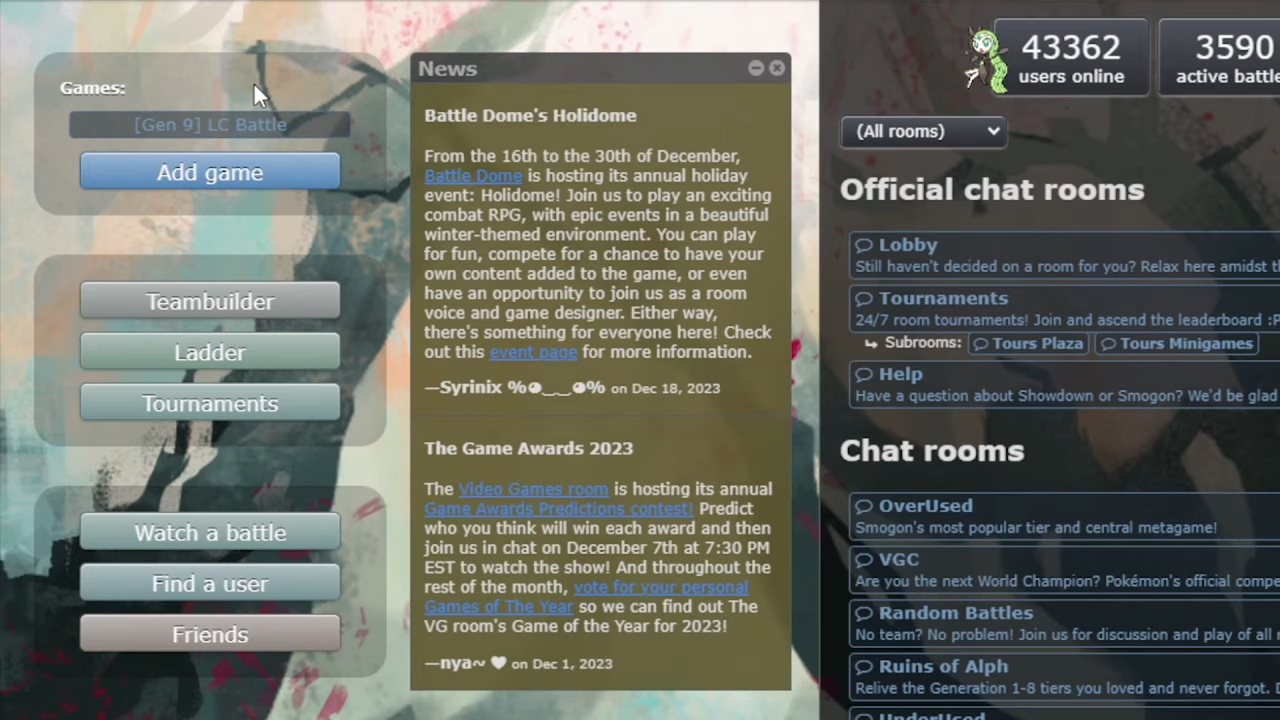 Games:
[Gen 9] LC Battle
Add game
Teambuilder
Ladder
Tournaments
Watch a battle
Find a user
Friends
News
Battle Dome's Holidome
From the 16th to the 30th of December,
Battle Dome is hosting its annual holiday
event: Holidome! Join us to play an exciting
combat RPG, with epic events in a beautiful
winter-themed environment. You can play
for fun, compete for a chance to have your
own content added to the game, or even
have an opportunity to join us as a room
voice and game designer. Either way,
there's something for everyone here! Check
out this event page for more information.
—Syrinix %◕‿‿◕% on Dec 18, 2023
The Game Awards 2023
The Video Games room is hosting its annual
Game Awards Predictions contest! Predict
who you think will win each award and then
join us in chat on December 7th at 7:30 PM
EST to watch the show! And throughout the
rest of the month, vote for your personal
Games of The Year so we can find out The
VG room's Game of the Year for 2023!
—nya~ ♥ on Dec 1, 2023
43362
users online
3590
active battle
(All rooms)
Official chat rooms
Lobby
Still haven't decided on a room for you? Relax here amidst
Tournaments
24/7 room tournaments! Join and ascend the leaderboard :P
↳ Subrooms: Tours Plaza Tours Minigames
Help
Have a question about Showdown or Smogon? We'd be glad
Chat rooms
OverUsed
Smogon's most popular tier and central metagame!
VGC
Are you the next World Champion? Pokémon's official compe
Random Battles
No team? No problem! Join us for discussion and play of all
Ruins of Alph
Relive the Generation 1-8 tiers you loved and never forgot.
UnderUsed